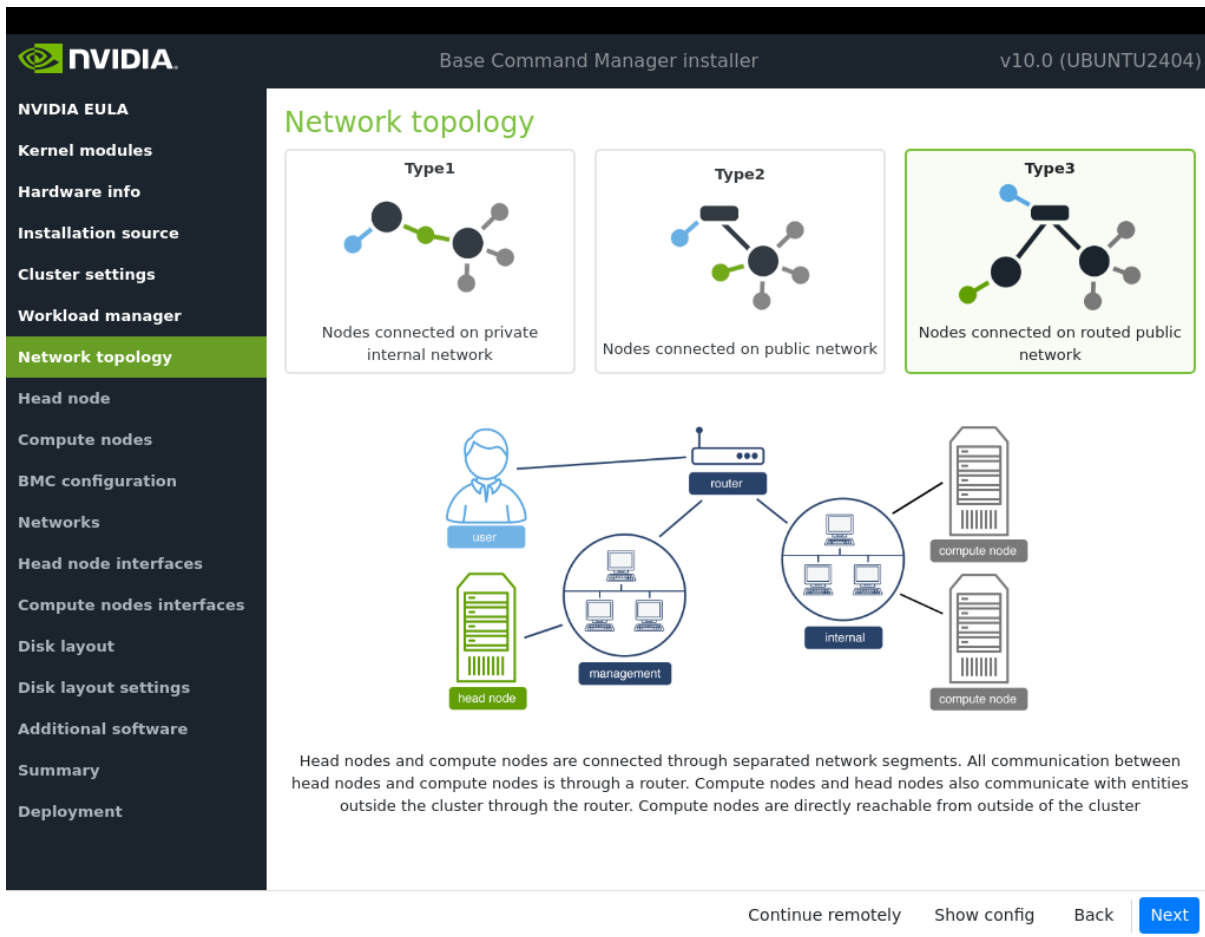 NVIDIA.
Base Command Manager installer
v10.0 (UBUNTU2404)
NVIDIA EULA
Kernel modules
Hardware info
Installation source
Cluster settings
Workload manager
Network topology
Head node
Compute nodes
BMC configuration
Networks
Head node interfaces
Compute nodes interfaces
Disk layout
Disk layout settings
Additional software
Summary
Deployment
Network topology
Type1
Nodes connected on private
internal network
Type2
Nodes connected on public network
Type3
Nodes connected on routed public
network
user
router
compute node
head node
management
internal
compute node
Head nodes and compute nodes are connected through separated network segments. All communication between
head nodes and compute nodes is through a router. Compute nodes and head nodes also communicate with entities
outside the cluster through the router. Compute nodes are directly reachable from outside of the cluster
Continue remotely
Show config
Back
Next